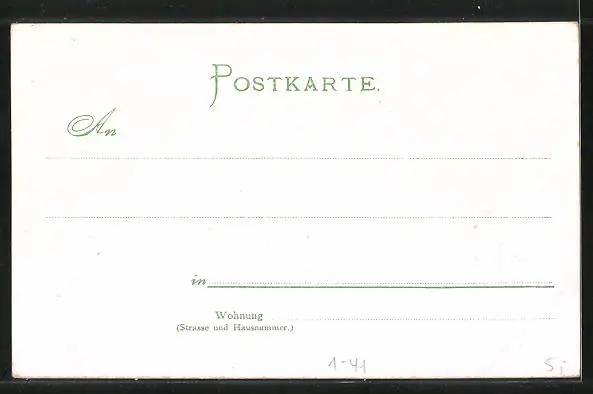 POSTKARTE.
An
in
Wohnung
(Strasse und Hausnummer.)
1-41 5,-